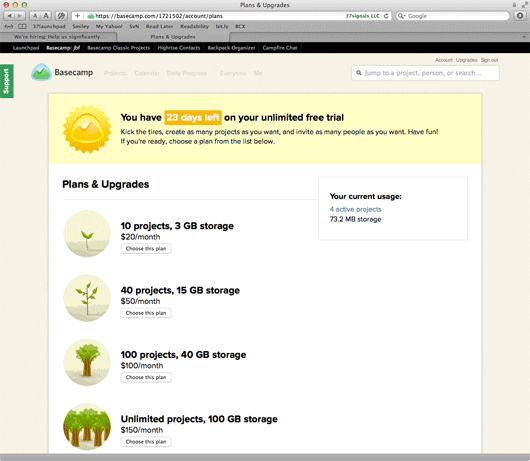 Plans & Upgrades
https://basecamp.com/1721502/account/plans
37signals LLC
Google
37launchpad Smiley My Yahoo! SvN Read Later Readability bit.ly BCX
We're hiring: Help us significantly...
Plans & Upgrades
Launchpad Basecamp: jbf Basecamp Classic Projects Highrise Contacts Backpack Organizer Campfire Chat
Account Upgrades Sign out
Support
Basecamp Projects Calendar Daily Progress Everyone Me
Jump to a project, person, or search...
You have 23 days left on your unlimited free trial
Kick the tires, create as many projects as you want, and invite as many people as you want. Have fun!
If you're ready, choose a plan from the list below.
Plans & Upgrades
Your current usage:
4 active projects
73.2 MB storage
10 projects, 3 GB storage
$20/month
Choose this plan
40 projects, 15 GB storage
$50/month
Choose this plan
100 projects, 40 GB storage
$100/month
Choose this plan
Unlimited projects, 100 GB storage
$150/month
Choose this plan